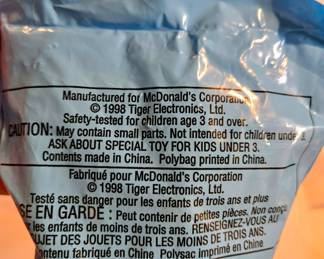 Manufactured for McDonald's Corporation
© 1998 Tiger Electronics, Ltd.
Safety-tested for children age 3 and over.
CAUTION: May contain small parts. Not intended for children under 3.
ASK ABOUT SPECIAL TOY FOR KIDS UNDER 3.
Contents made in China. Polybag printed in China.
Fabriqué pour McDonald's Corporation
© 1998 Tiger Electronics, Ltd.
Testé sans danger pour les enfants de trois ans et plus
SE EN GARDE : Peut contenir de petites pièces. Non conçu
les enfants de moins de trois ans. RENSEIGNEZ-VOUS AU
UJET DES JOUETS POUR LES MOINS DE TROIS ANS.
ontenu fabriqué en Chine Polysac imprimé en Chine